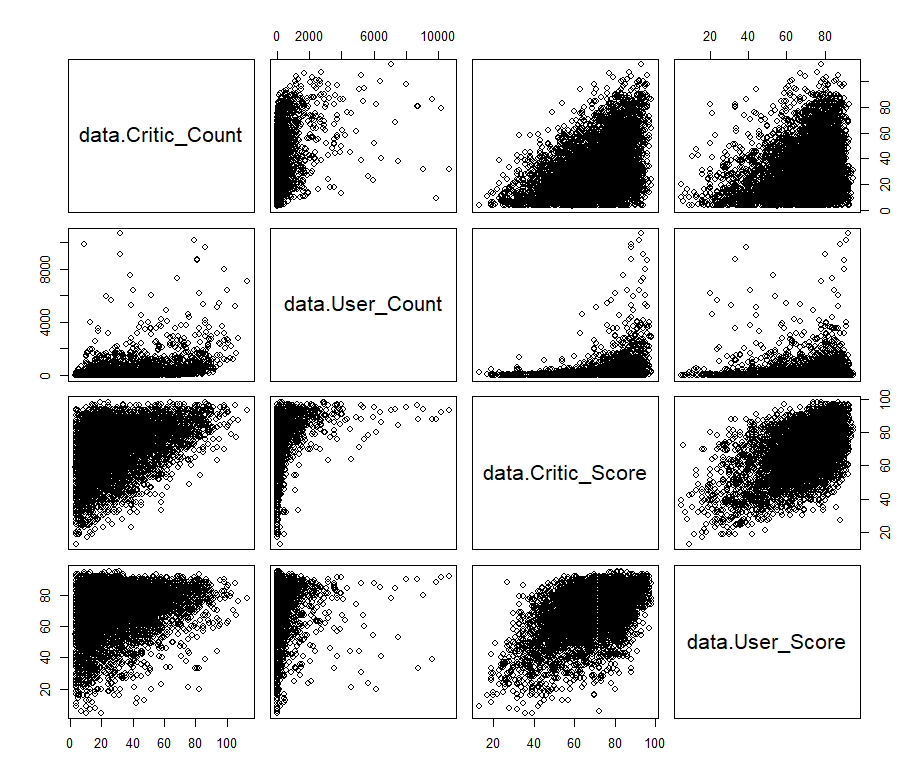 0 2000 6000 10000
20 40 60 80
data.Critic_Count
0 20 40 60 80
0 4000 8000
data.User_Count
data.Critic_Score
20 40 60 80 100
20 40 60 80
data.User_Score
0 20 40 60 80 100
20 40 60 80 100